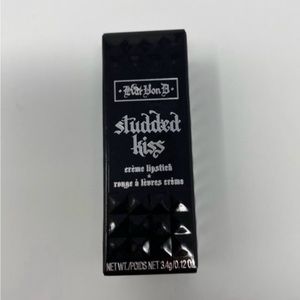 • Kat Von D •
studded
kiss
crème lipstick
•
rouge à lèvres crème
NET WT./POIDS NET 3.4g/0.12 Oz.